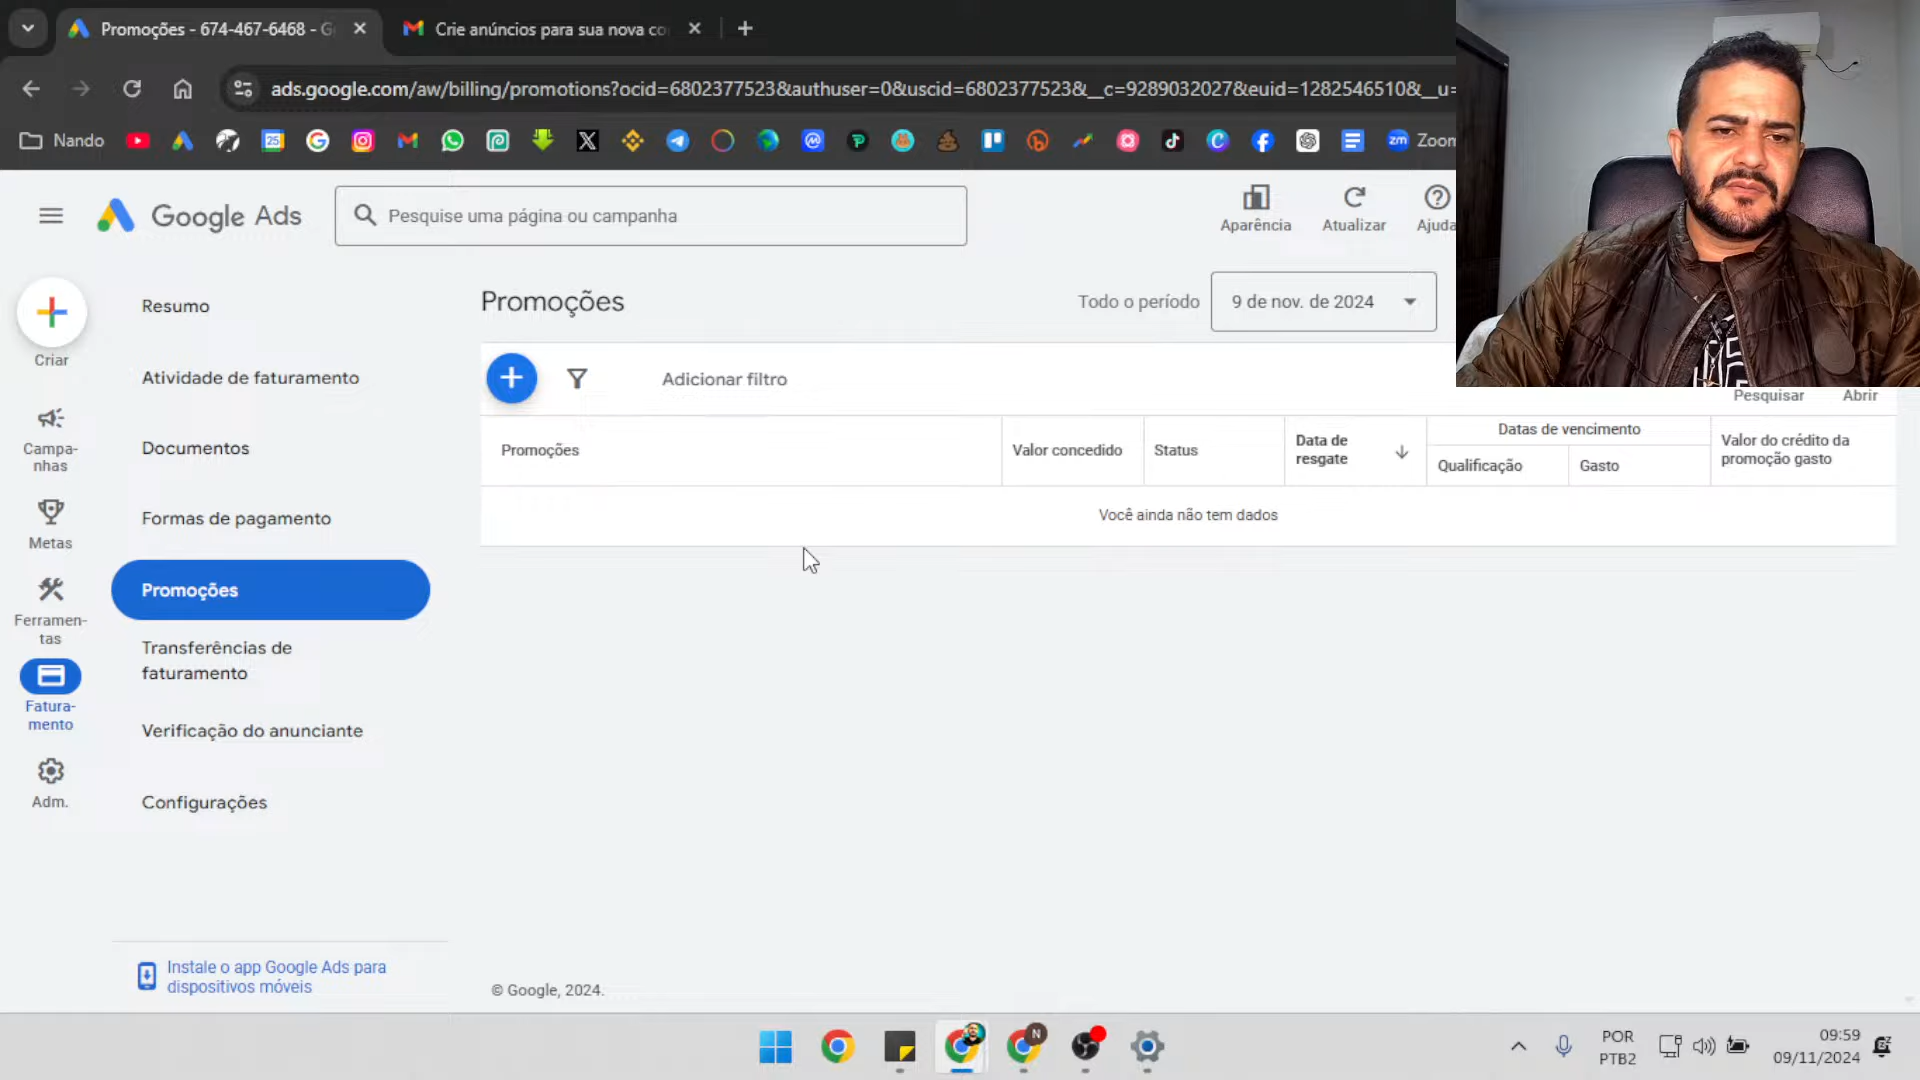 Promoções - 674-467-6468 - G
Crie anúncios para sua nova co
ads.google.com/aw/billing/promotions?ocid=6802377523&authuser=0&uscid=6802377523&__c=9289032027&euid=1282546510&__u=
Nando
25
zm Zoom
Google Ads
Pesquise uma página ou campanha
Aparência
Atualizar
Ajuda
Criar
Campa-
nhas
Metas
Ferramen-
tas
Fatura-
mento
Adm.
Resumo
Atividade de faturamento
Documentos
Formas de pagamento
Promoções
Transferências de
faturamento
Verificação do anunciante
Configurações
Instale o app Google Ads para
dispositivos móveis
Promoções
Todo o período
9 de nov. de 2024
Adicionar filtro
Pesquisar
Abrir
Promoções
Valor concedido
Status
Data de
resgate
Datas de vencimento
Qualificação
Gasto
Valor do crédito da
promoção gasto
Você ainda não tem dados
© Google, 2024.
N
POR
PTB2
09:59
09/11/2024